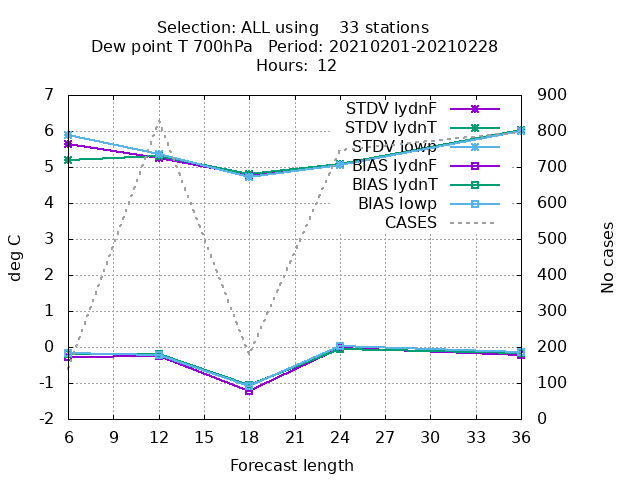 Selection: ALL using    33 stations
Dew point T 700hPa   Period: 20210201-20210228
Hours: 12
7 900
6 800
5 700
4 600
3 500
2 400
1 300
0 200
-1 100
-2 0
STDV lydnF
STDV lydnT
STDV lowp
BIAS lydnF
BIAS lydnT
BIAS lowp
CASES
deg C
No cases
6 9 12 15 18 21 24 27 30 33 36
Forecast length